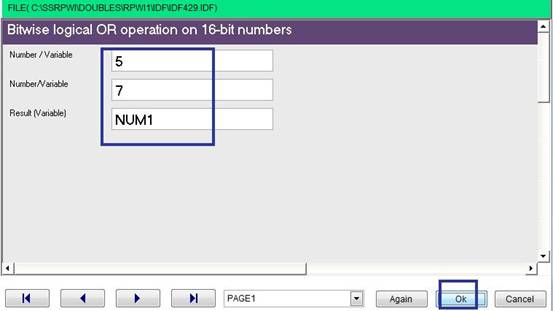 FILE( C:\SSRPWI\DOUBLES\RPWI1\IDF\IDF429.IDF)
Bitwise logical OR operation on 16-bit numbers
Number / Variable 5
Number/Variable 7
Result (Variable) NUM1
PAGE1 Again Ok Cancel